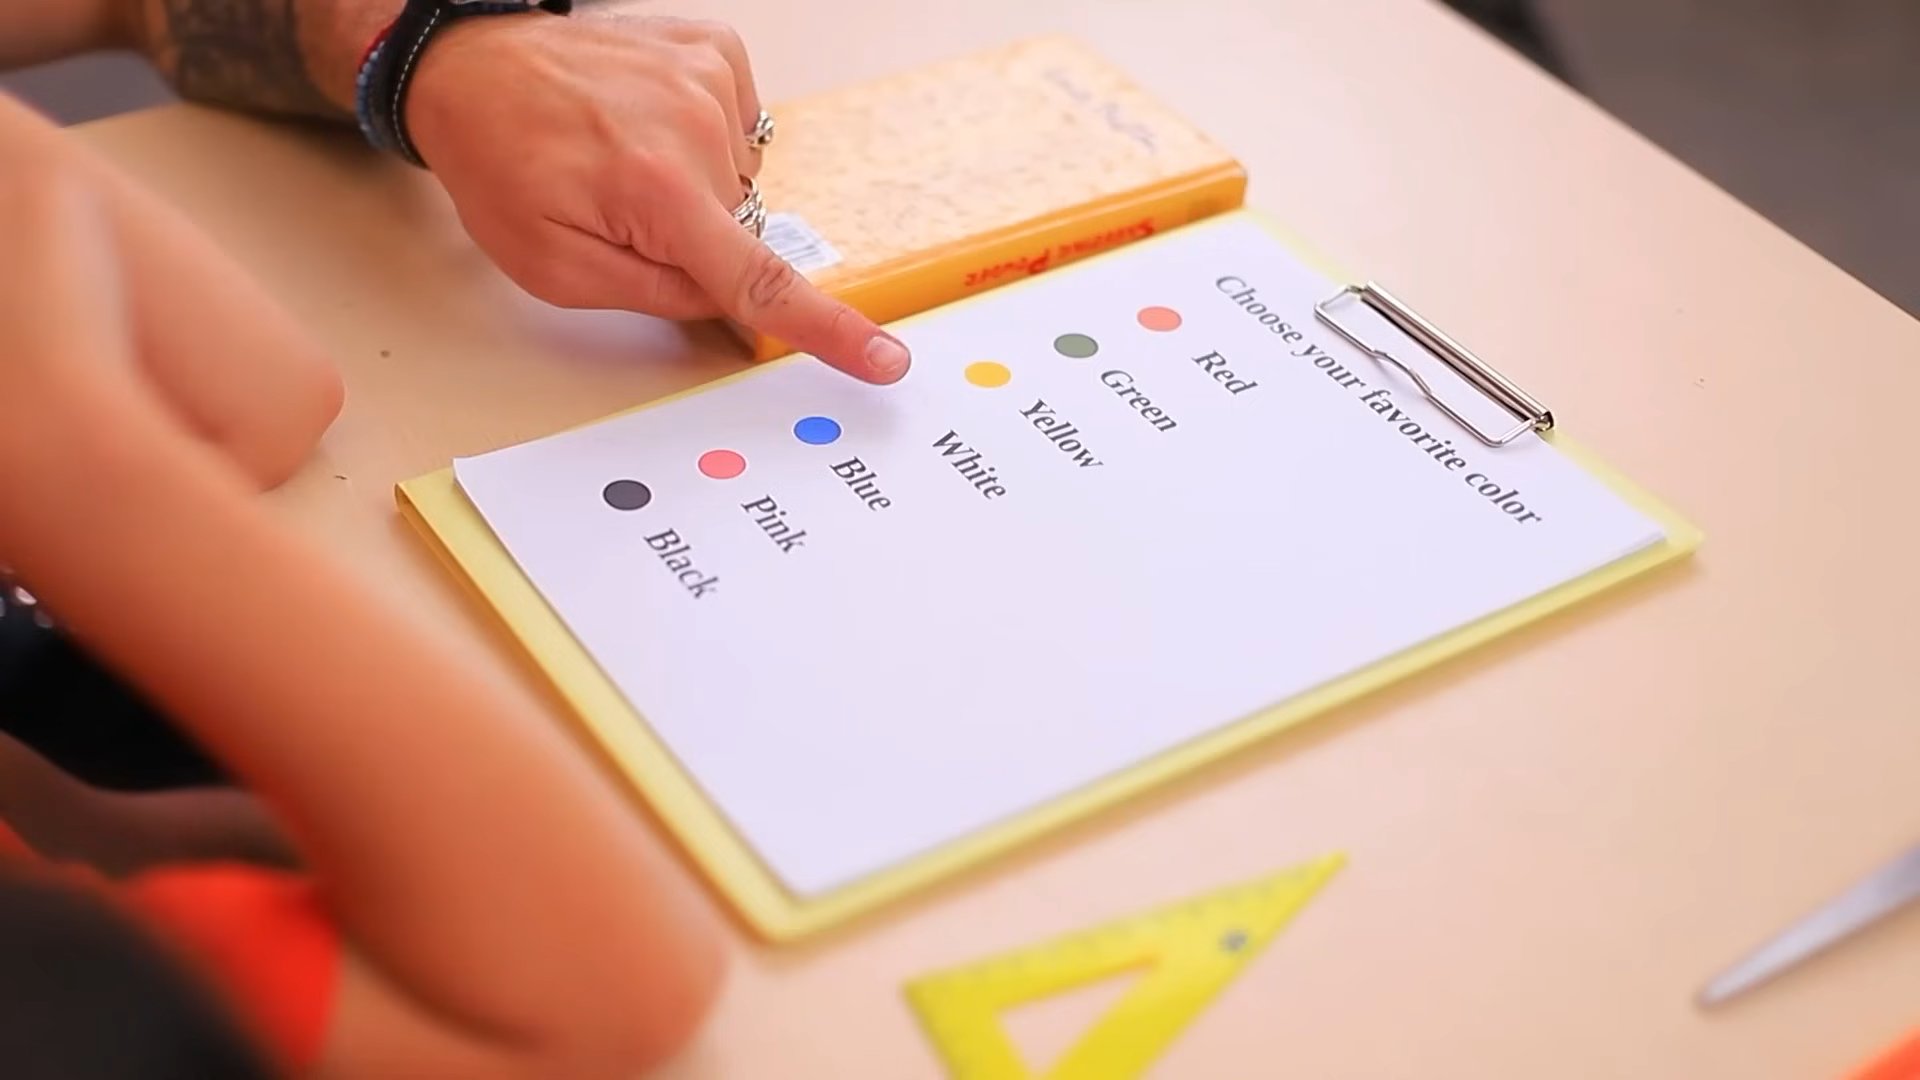 Choose your favorite color
Red
Green
Yellow
White
Blue
Pink
Black